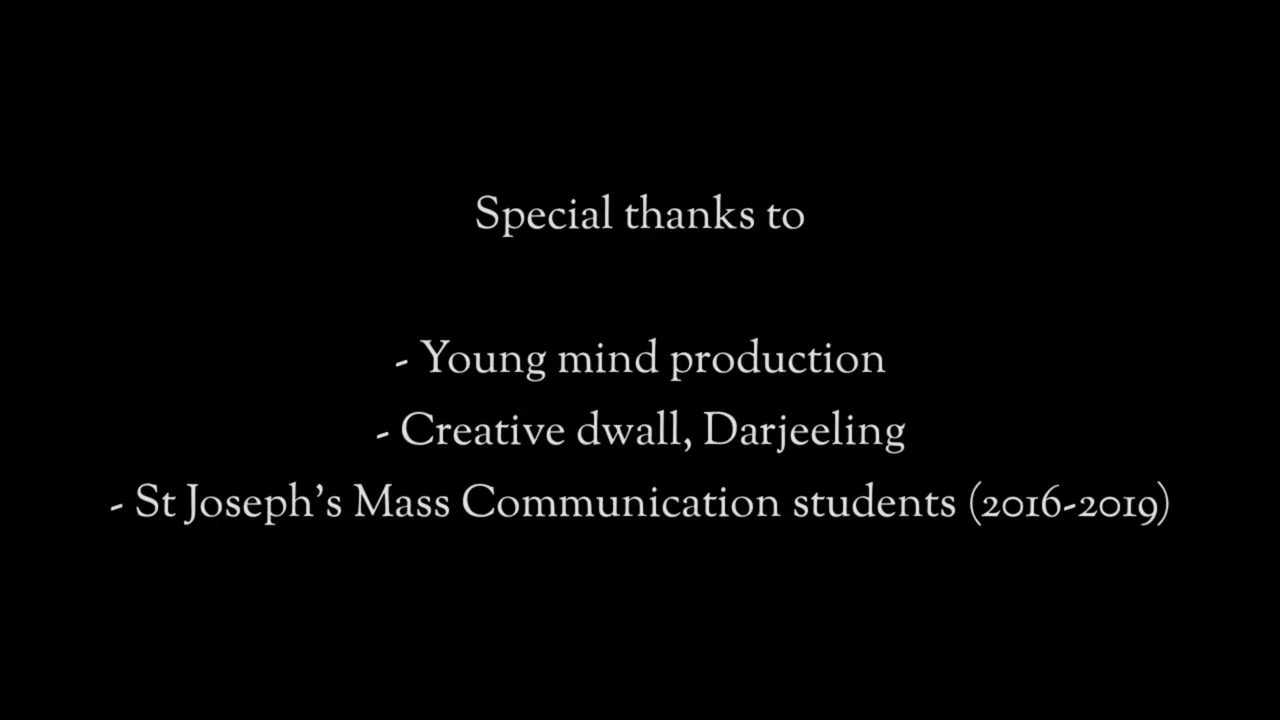 Special thanks to
- Young mind production
- Creative dwall, Darjeeling
- St Joseph's Mass Communication students (2016-2019)